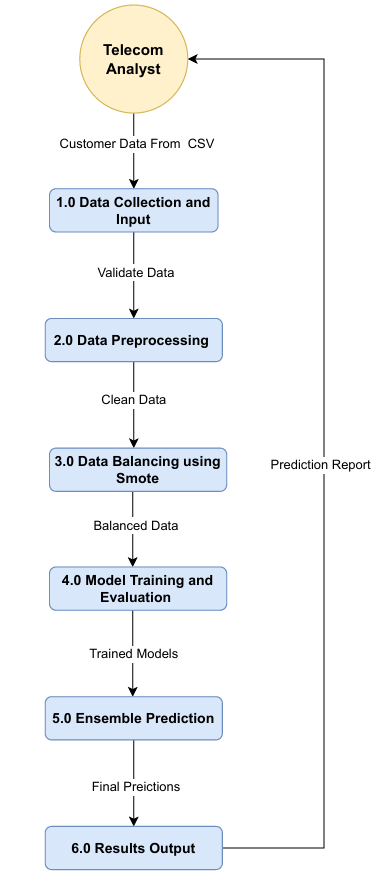 Telecom
Analyst
Customer Data From CSV
1.0 Data Collection and
Input
Validate Data
2.0 Data Preprocessing
Clean Data
3.0 Data Balancing using
Smote
Prediction Report
Balanced Data
4.0 Model Training and
Evaluation
Trained Models
5.0 Ensemble Prediction
Final Preictions
6.0 Results Output